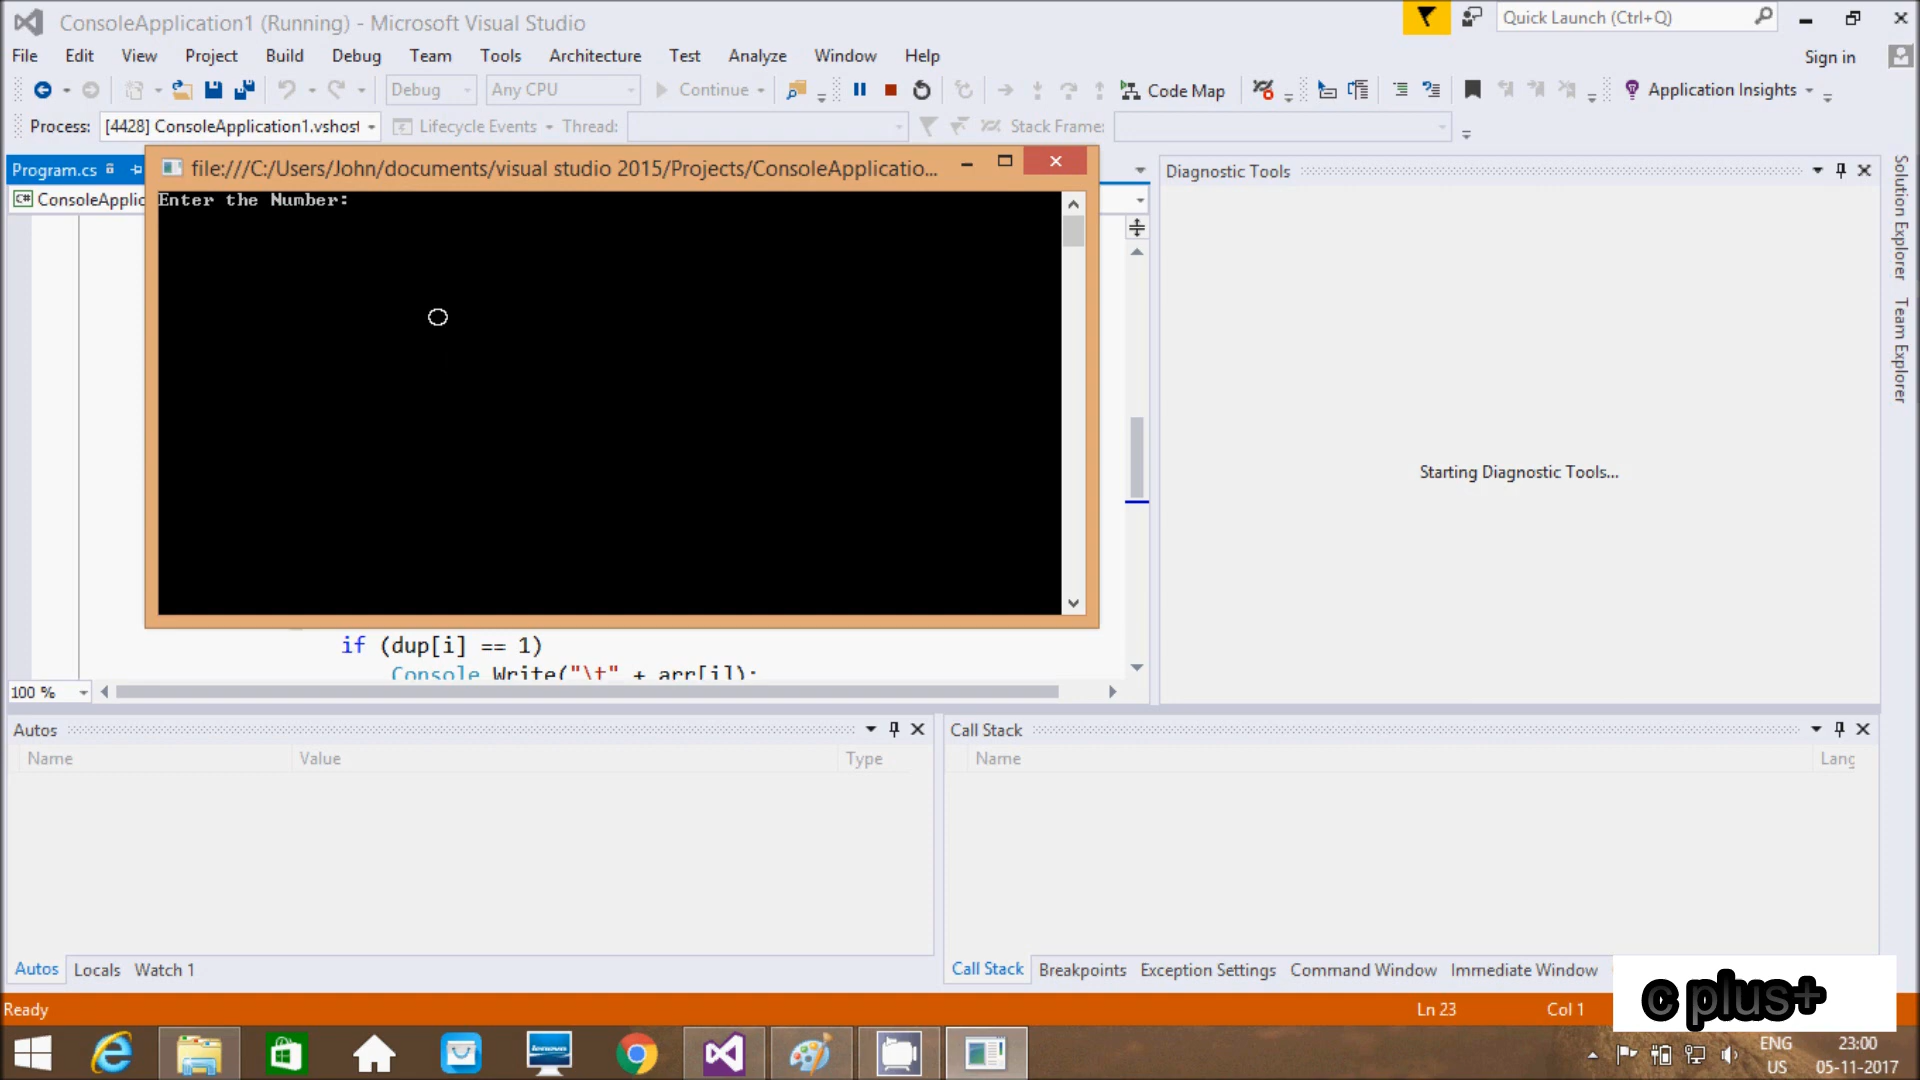 ConsoleApplication1 (Running) - Microsoft Visual Studio
Quick Launch (Ctrl+Q)
File Edit View Project Build Debug Team Tools Architecture Test Analyze Window Help
Sign in
Debug Any CPU Continue Code Map Application Insights
Process: [4428] ConsoleApplication1.vshost Lifecycle Events Thread: Stack Frame:
Program.cs
file:///C:/Users/John/documents/visual studio 2015/Projects/ConsoleApplicatio...
Diagnostic Tools
C# ConsoleApplic
Enter the Number:
Solution Explorer
Team Explorer
Starting Diagnostic Tools...
if (dup[i] == 1)
Console.Write("\t" + arr[i]);
100 %
Autos
Name Value Type
Call Stack
Name Lang
Autos Locals Watch 1
Call Stack Breakpoints Exception Settings Command Window Immediate Window
c plus+
Ready Ln 23 Col 1
Lenovo
ENG
US
23:00
05-11-2017